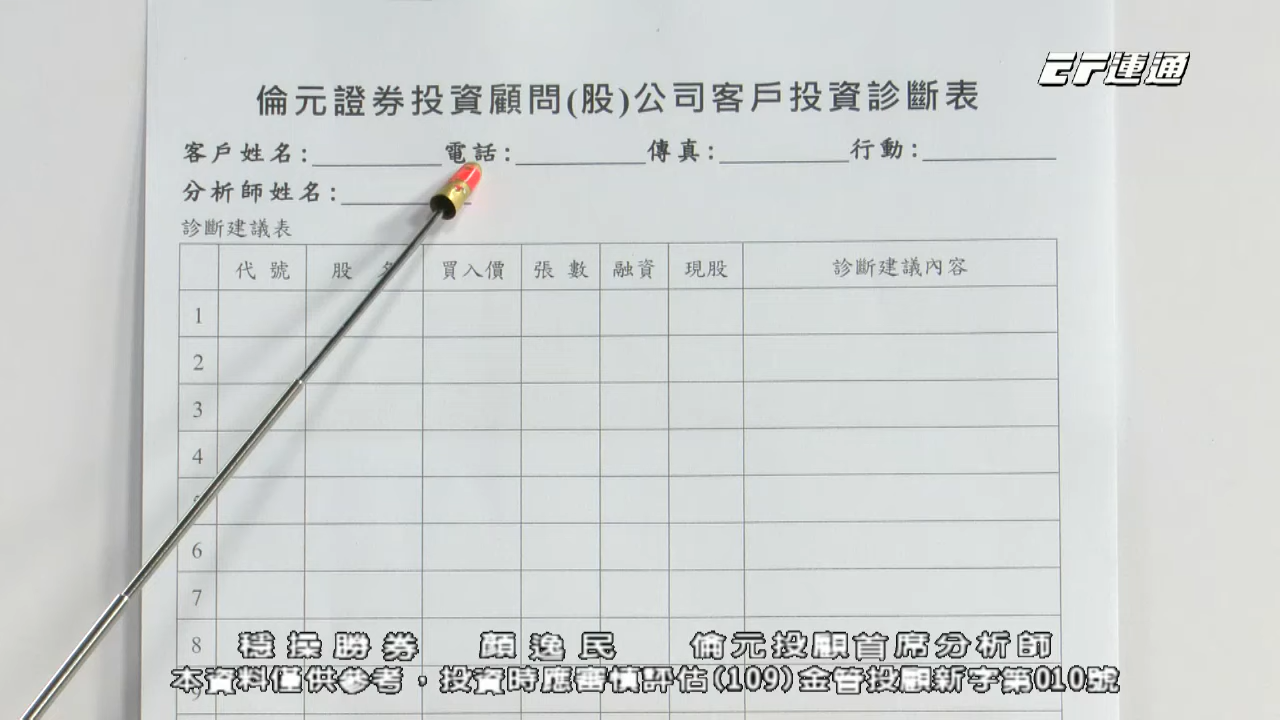 EF運通
倫元證券投資顧問(股)公司客戶投資診斷表
客戶姓名: 電話: 傳真: 行動:
分析師姓名:
診斷建議表
代號 股 買入價 張數 融資 現股 診斷建議內容
1
2
3
4
6
7
8
穩操勝券 顏逸民 倫元投顧首席分析師
本資料僅供參考，投資時應審慎評估(109)金管投顧新字第010號